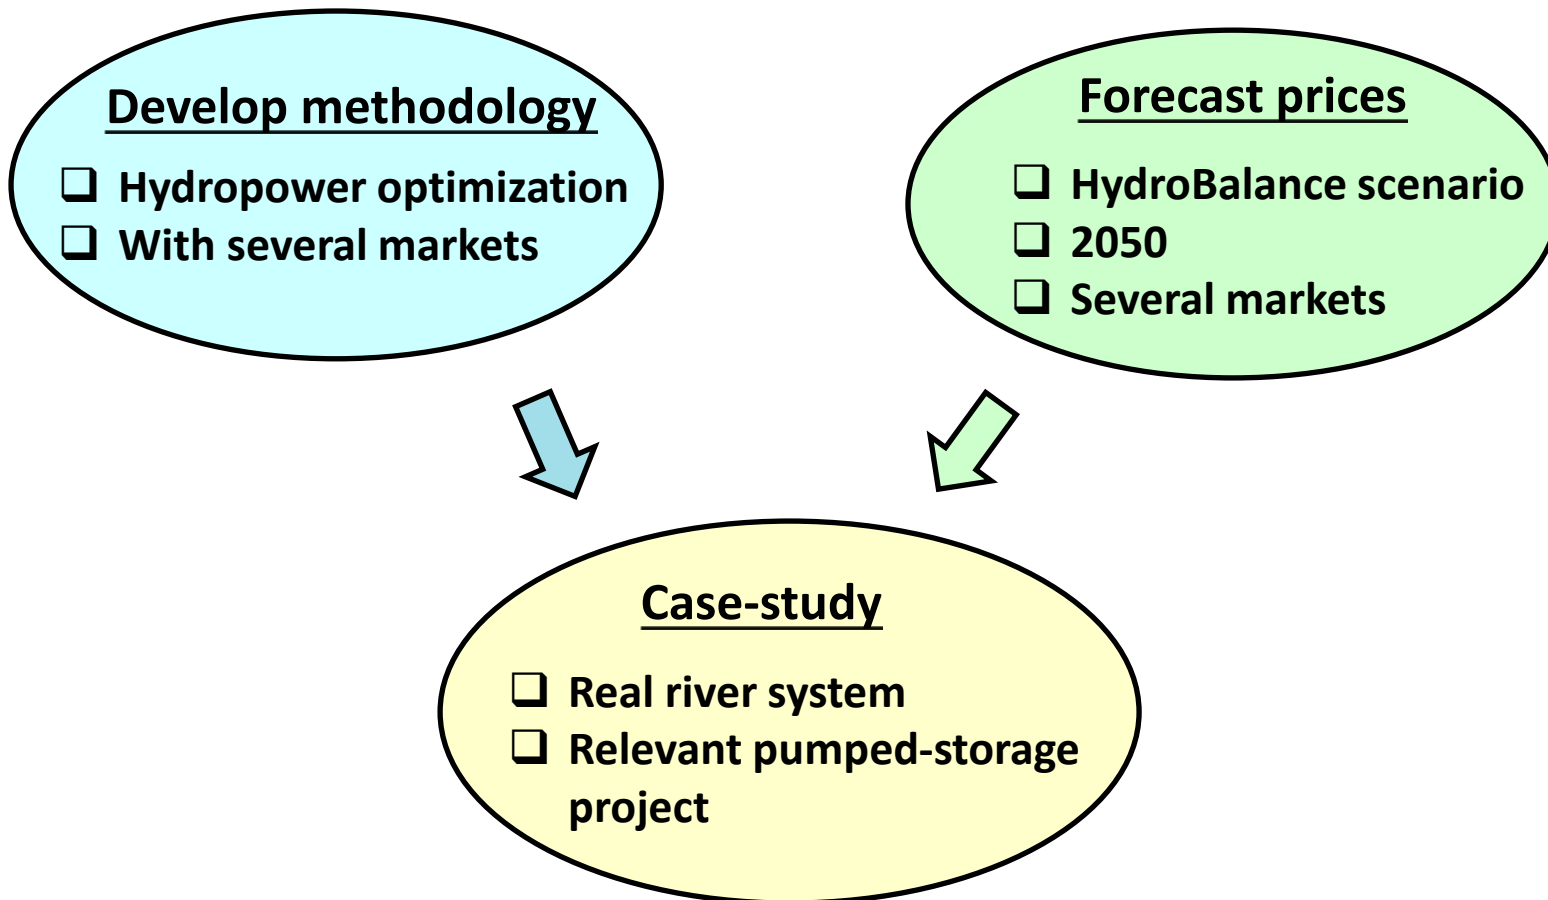 Develop methodology
❑ Hydropower optimization
❑ With several markets
Forecast prices
❑ HydroBalance scenario
❑ 2050
❑ Several markets
Case-study
❑ Real river system
❑ Relevant pumped-storage
project